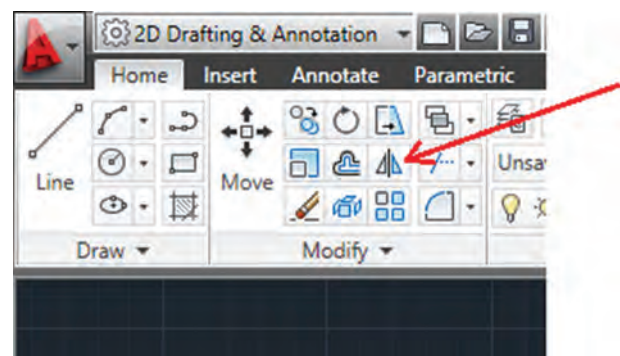 2D Drafting & Annotation
Home Insert Annotate Parametric
Line
Move
Unsa
Draw
Modify